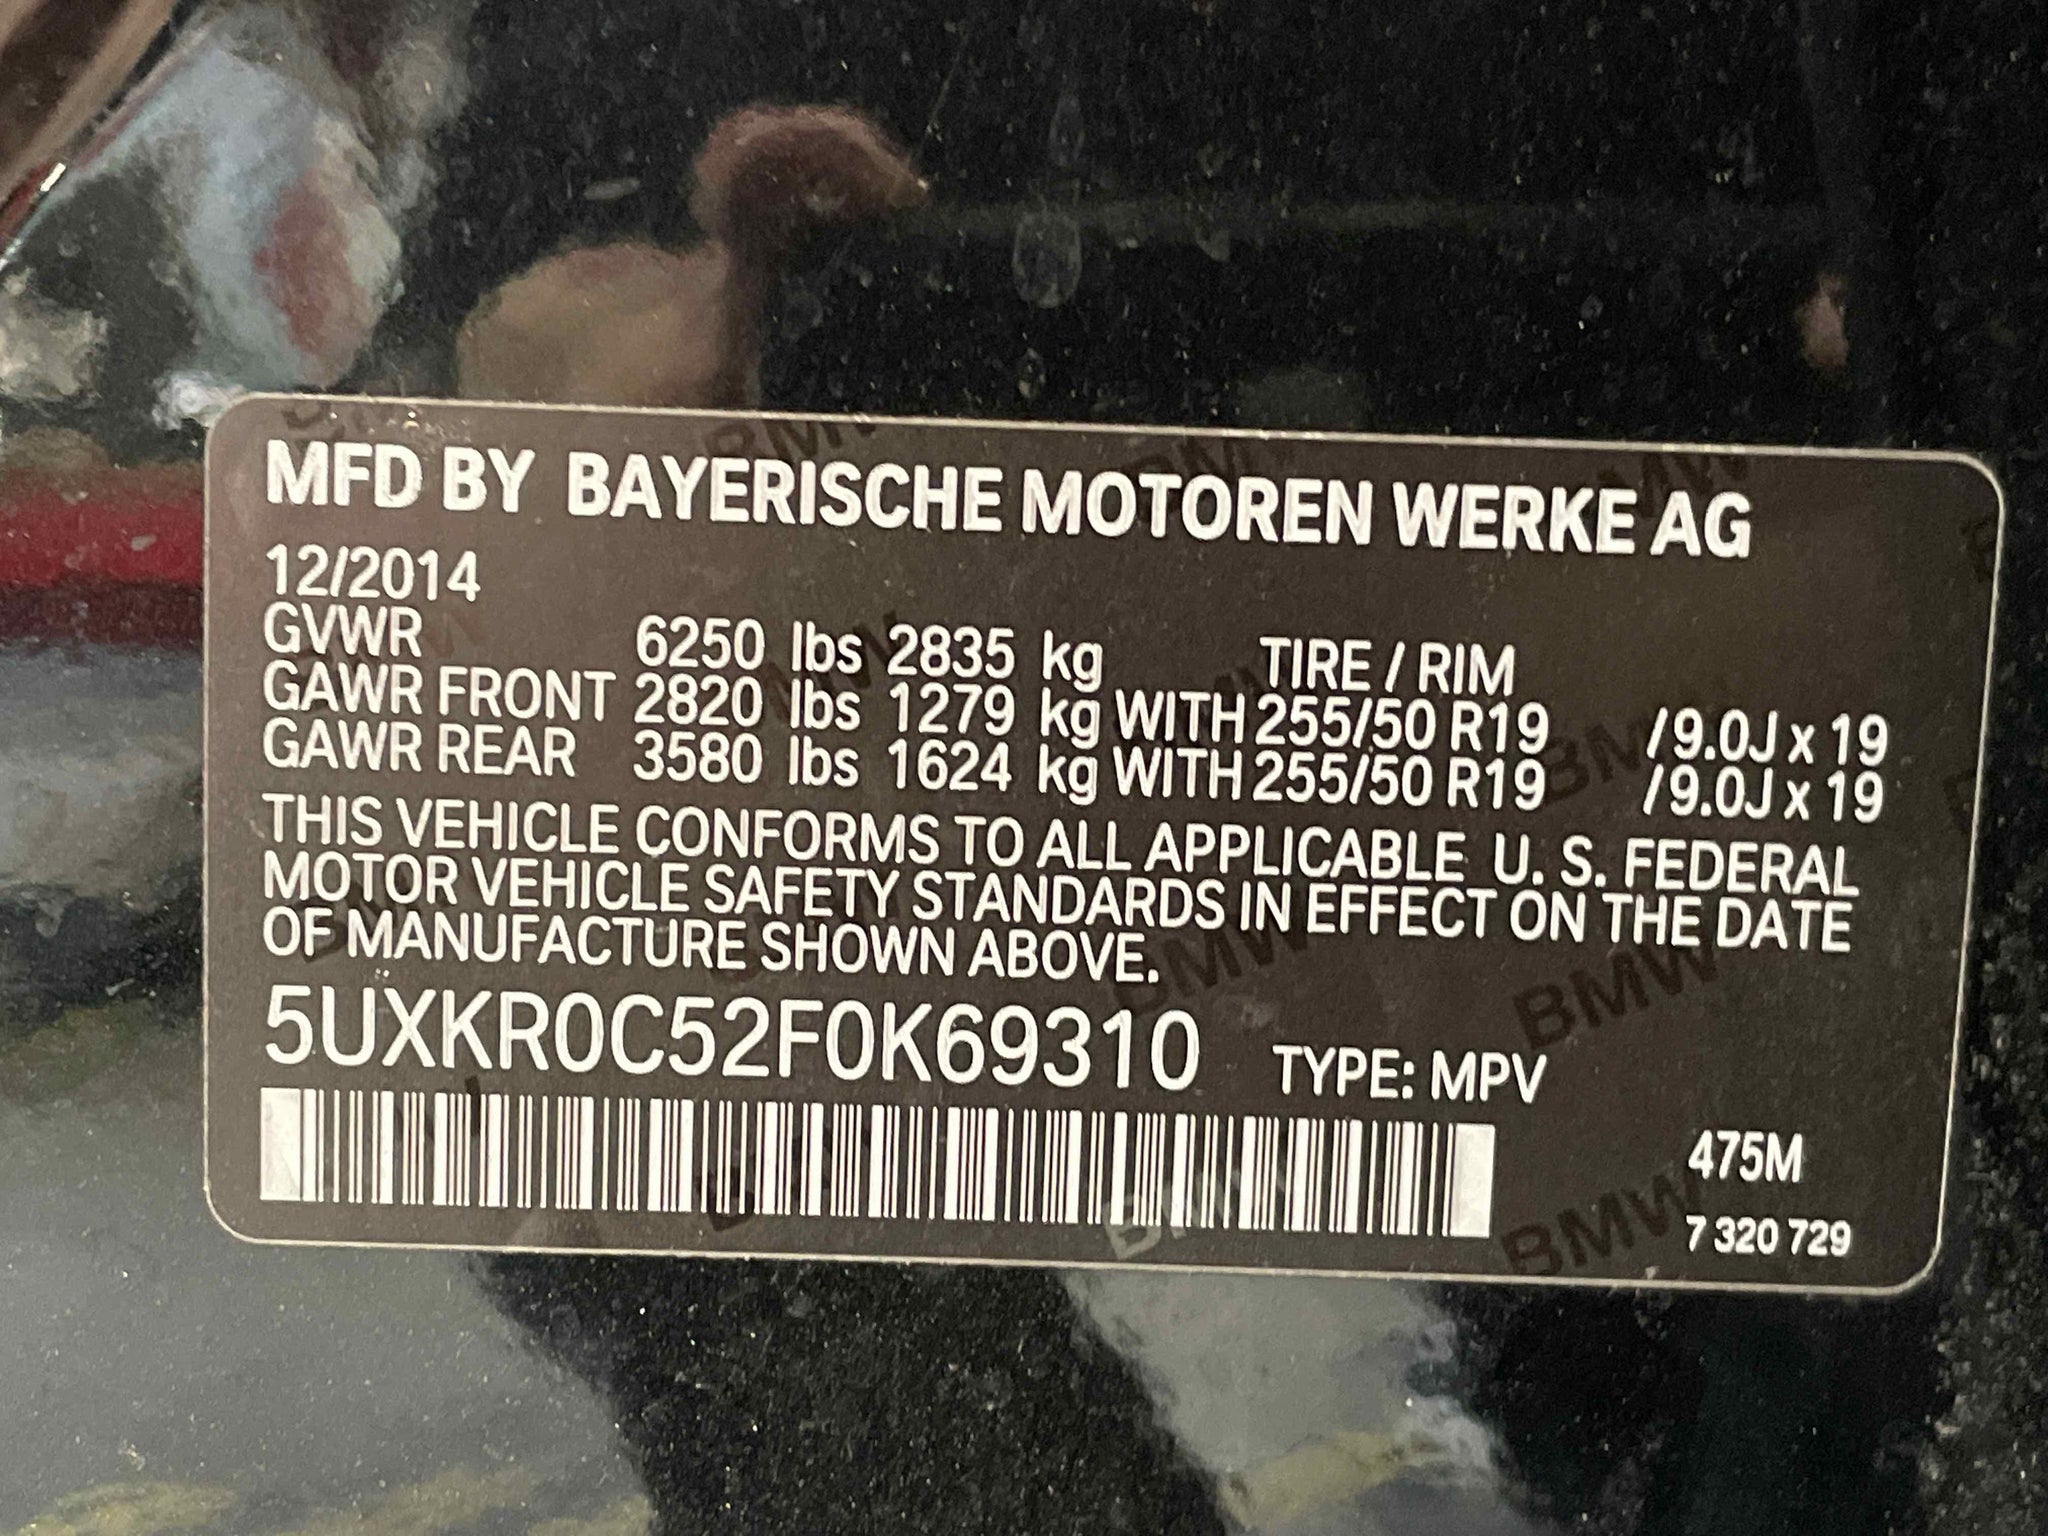 MFD BY BAYERISCHE MOTOREN WERKE AG
12/2014
GVWR 6250 lbs 2835 kg TIRE / RIM
GAWR FRONT 2820 lbs 1279 kg WITH 255/50 R19 /9.0J x 19
GAWR REAR 3580 lbs 1624 kg WITH 255/50 R19 /9.0J x 19
THIS VEHICLE CONFORMS TO ALL APPLICABLE U. S. FEDERAL
MOTOR VEHICLE SAFETY STANDARDS IN EFFECT ON THE DATE
OF MANUFACTURE SHOWN ABOVE.
5UXKR0C52F0K69310 TYPE: MPV
475M
7 320 729